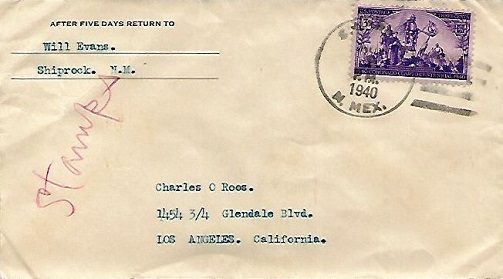 AFTER FIVE DAYS RETURN TO
Will Evans.
Shiprock. N.M.
P.M.
1940
N. MEX.
Stamps
Charles O Roos.
1454 3/4 Glendale Blvd.
LOS ANGELES. California.